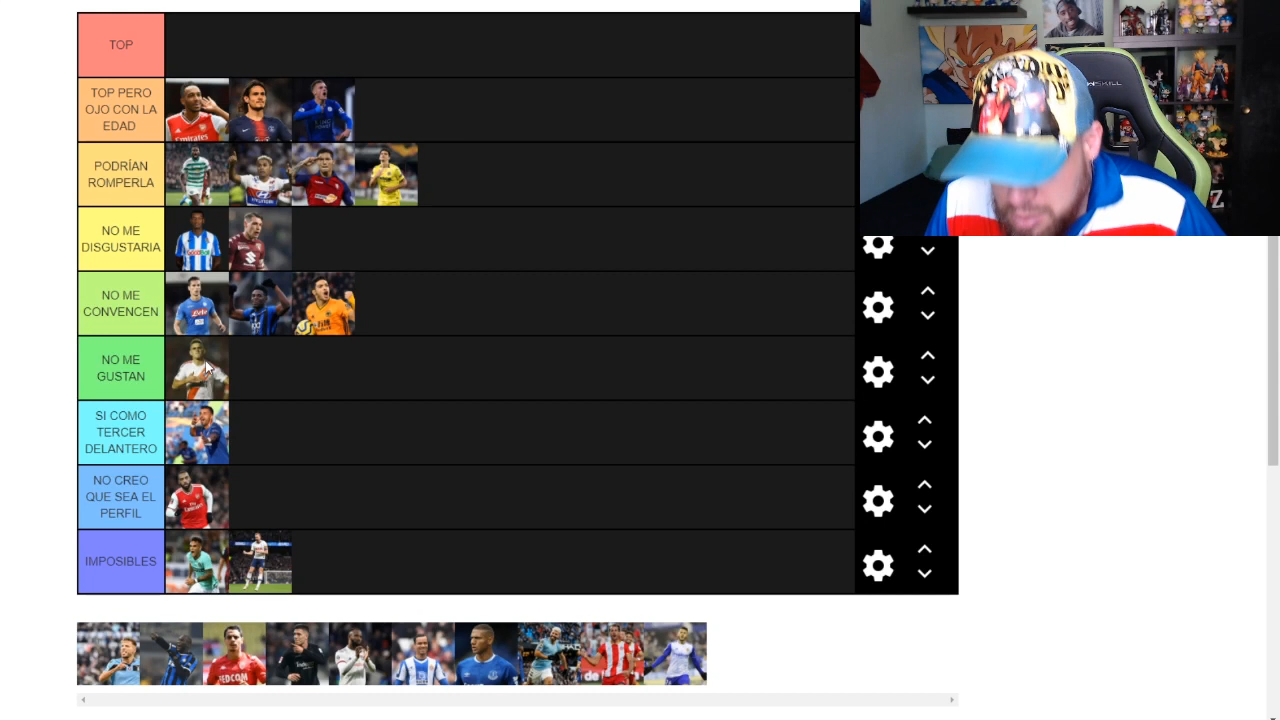 TOP
TOP PERO
OJO CON LA
EDAD
PODRÍAN
ROMPERLA
NO ME
DISGUSTARIA
NO ME
CONVENCEN
NO ME
GUSTAN
SI COMO
TERCER
DELANTERO
NO CREO
QUE SEA EL
PERFIL
IMPOSIBLES